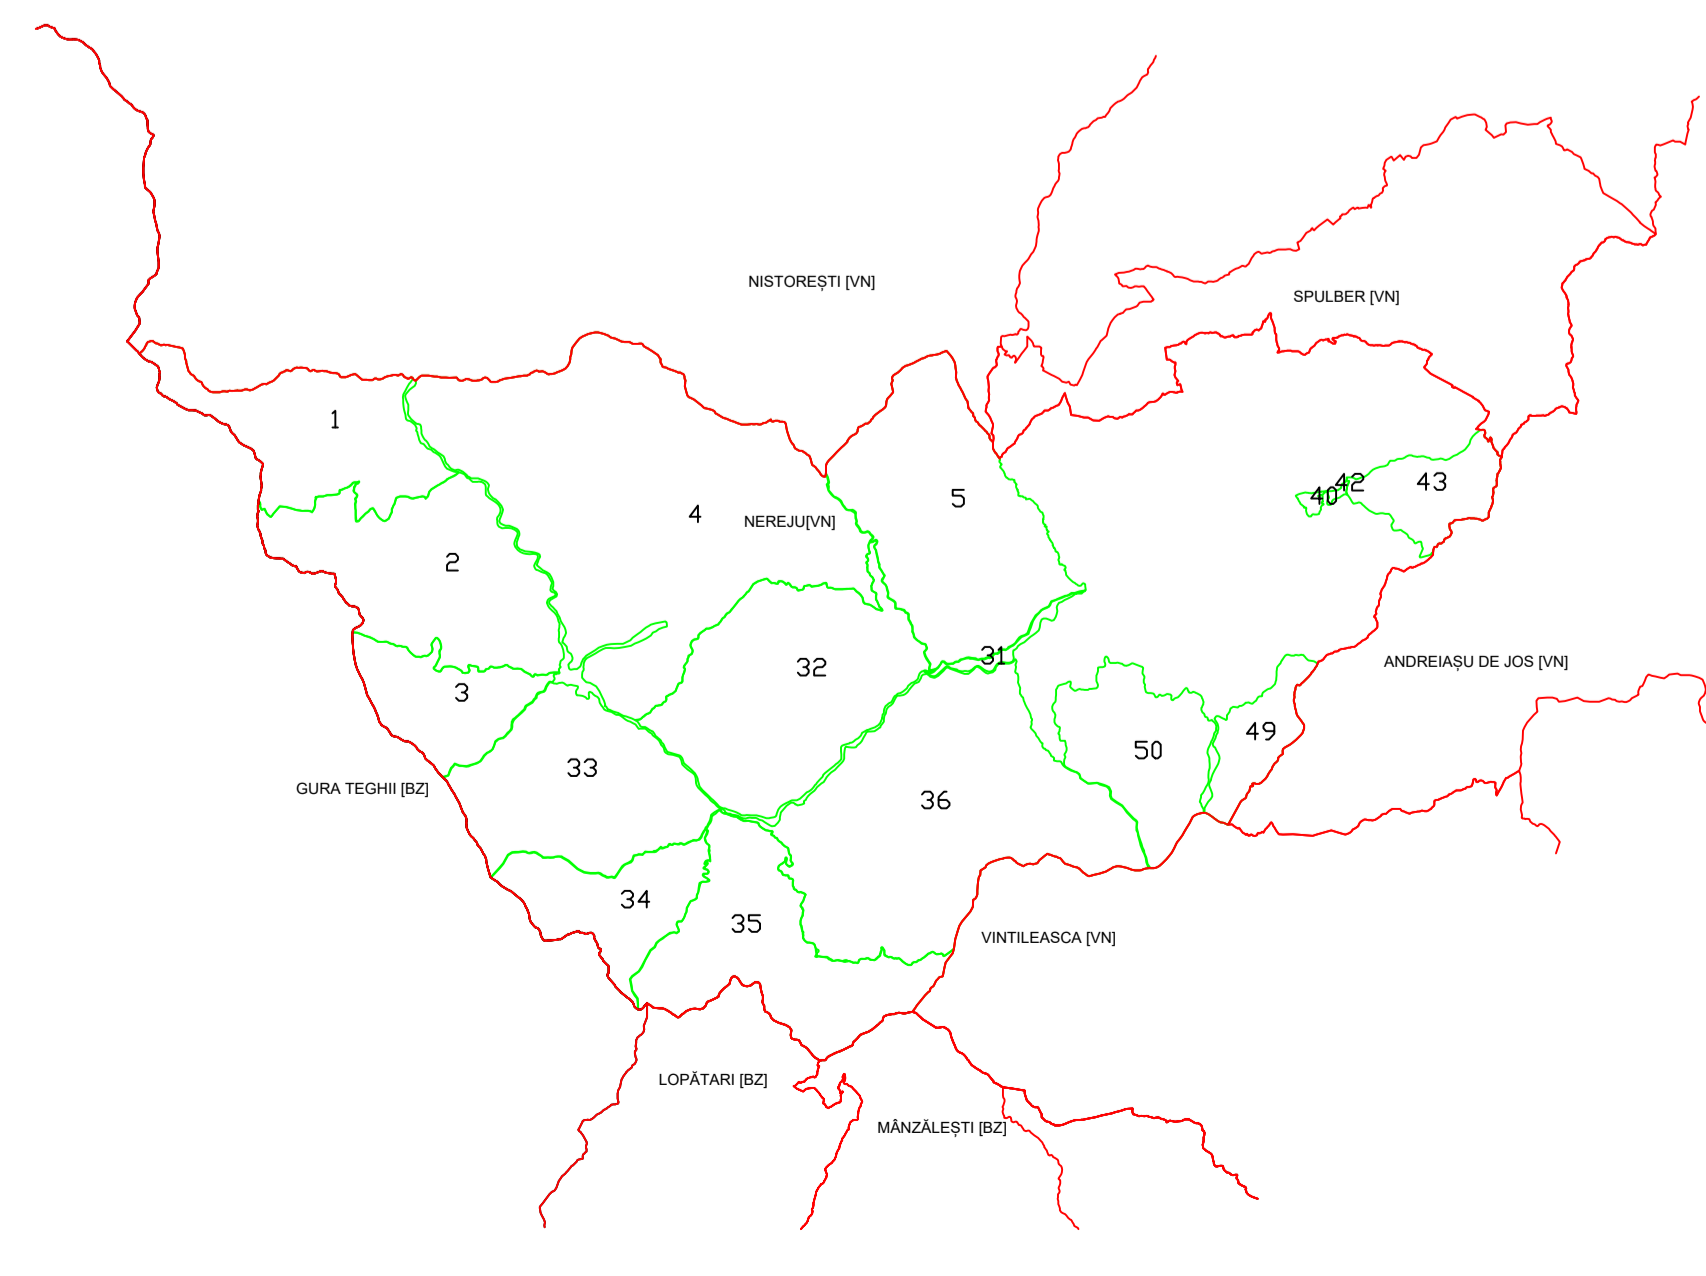 NISTOREȘTI [VN]
SPULBER [VN]
1
4
NEREJU[VN]
5
40
42
43
2
31
32
3
ANDREIAȘU DE JOS [VN]
33
GURA TEGHII [BZ]
36
50
49
34
35
VINTILEASCA [VN]
LOPĂTARI [BZ]
MÂNZĂLEȘTI [BZ]